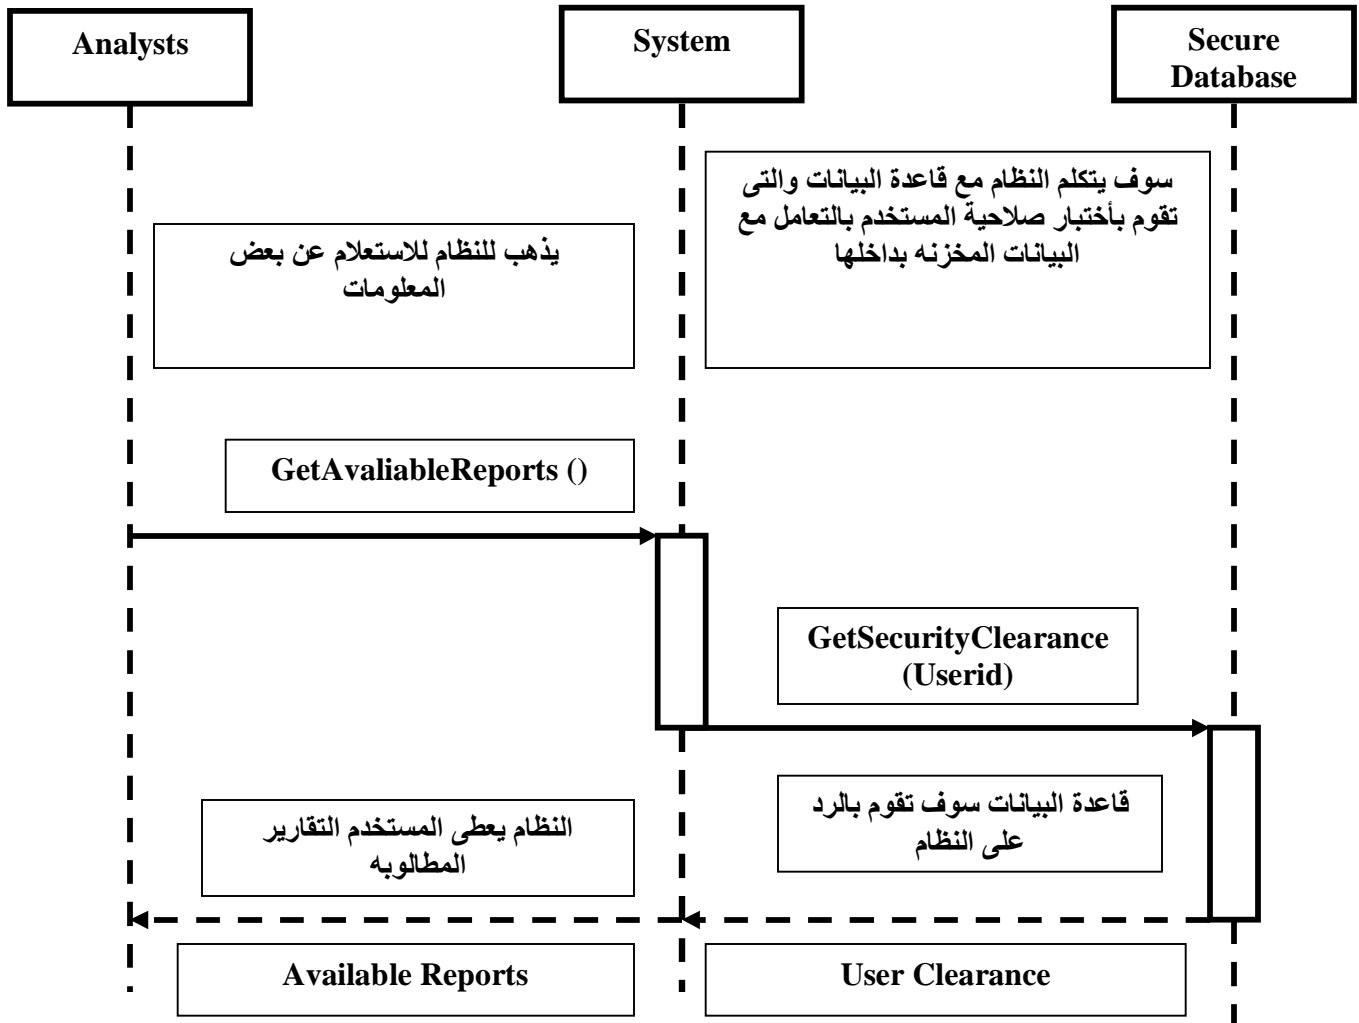 Analysts
System
Secure
Database
سوف يتكلم النظام مع قاعدة البيانات والتى
تقوم بأختبار صلاحية المستخدم بالتعامل مع
البيانات المخزنه بداخلها
يذهب للنظام للاستعلام عن بعض
المعلومات
GetAvaliableReports ()
GetSecurityClearance
(Userid)
قاعدة البيانات سوف تقوم بالرد
على النظام
النظام يعطى المستخدم التقارير
المطالوبه
Available Reports
User Clearance